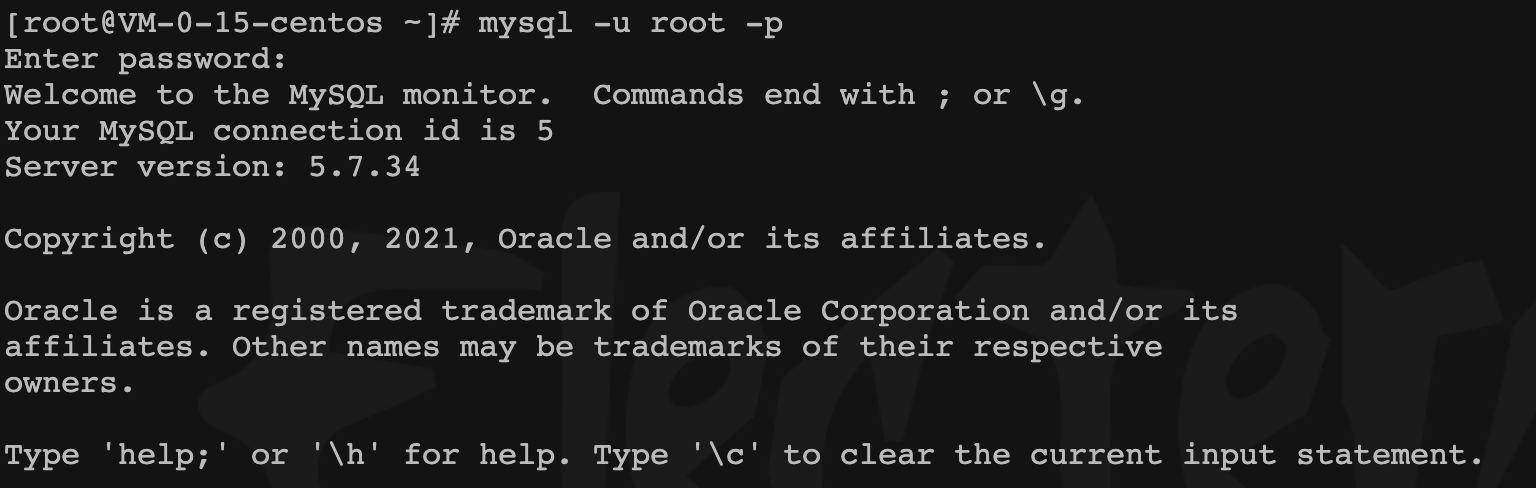 [root@VM-0-15-centos ~]# mysql -u root -p
Enter password:
Welcome to the MySQL monitor.  Commands end with ; or \g.
Your MySQL connection id is 5
Server version: 5.7.34
Copyright (c) 2000, 2021, Oracle and/or its affiliates.
Oracle is a registered trademark of Oracle Corporation and/or its
affiliates. Other names may be trademarks of their respective
owners.
Type 'help;' or '\h' for help. Type '\c' to clear the current input statement.